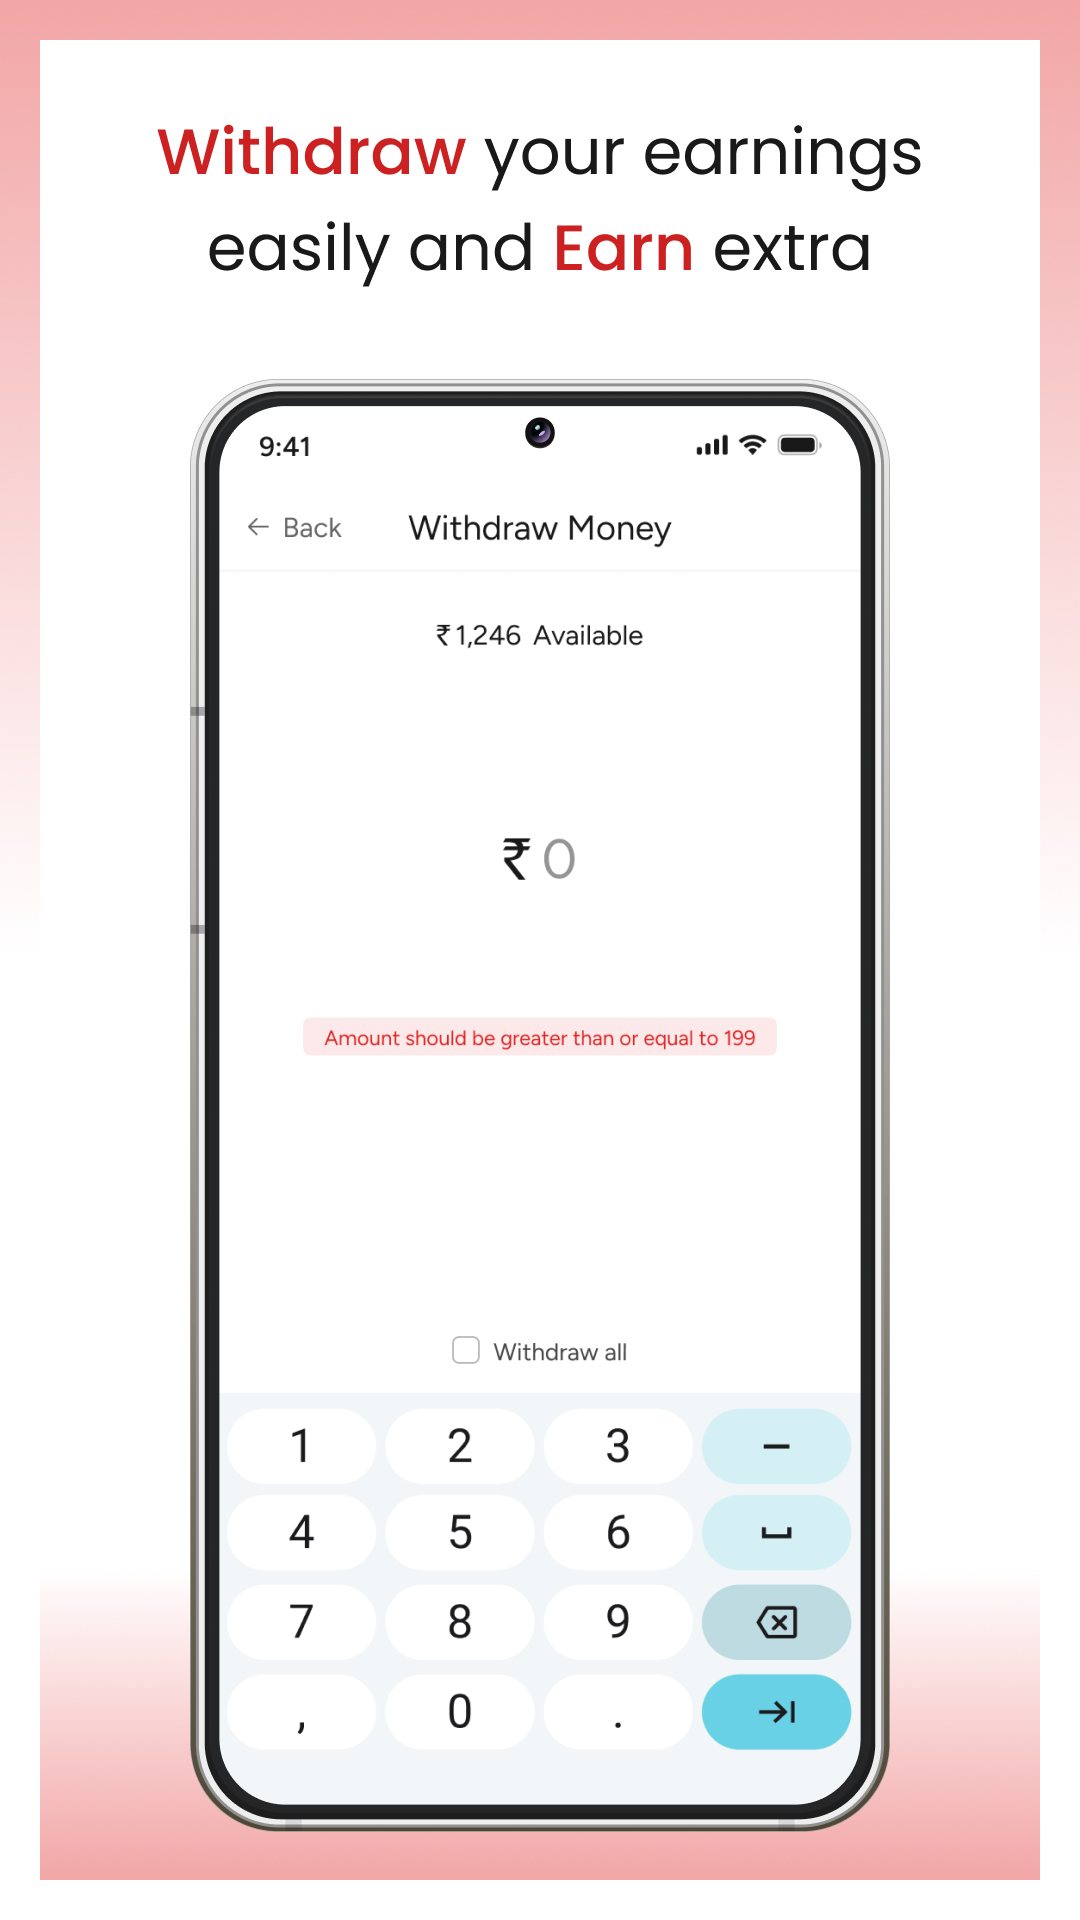 Withdraw your earnings
easily and Earn extra
9:41
Back
Withdraw Money
₹ 1,246 Available
₹ 0
Amount should be greater than or equal to 199
Withdraw all
1 2 3 –
4 5 6
7 8 9
, 0 .